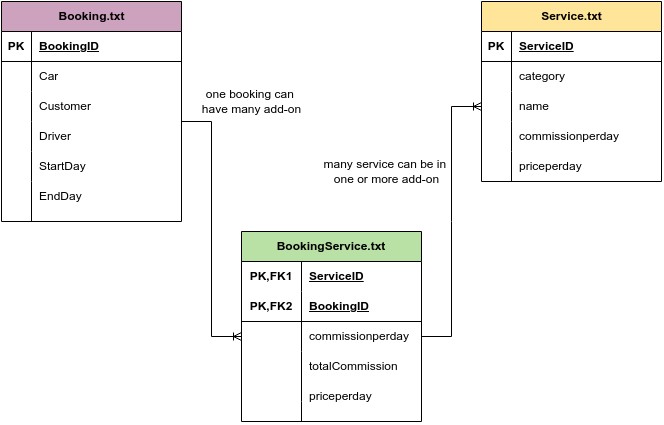 Booking.txt
PK BookingID
Car
Customer
Driver
StartDay
EndDay
one booking can
have many add-on
Service.txt
PK ServiceID
category
name
commissionperday
priceperday
many service can be in
one or more add-on
BookingService.txt
PK,FK1 ServiceID
PK,FK2 BookingID
commissionperday
totalCommission
priceperday